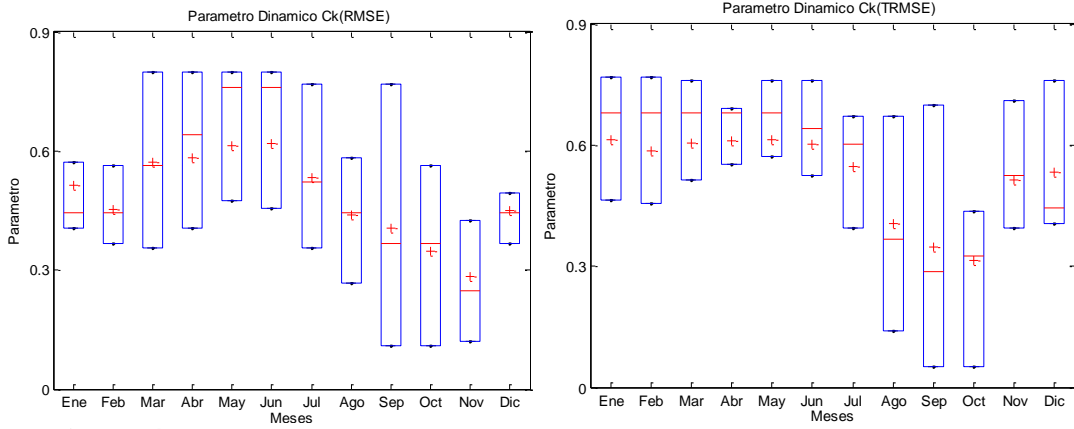 Parametro Dinamico Ck(RMSE)
0.9
0.6
0.3
0
Parametro
Ene Feb Mar Abr May Jun Jul Ago Sep Oct Nov Dic
Meses
Parametro Dinamico Ck(TRMSE)
0.9
0.6
0.3
0
Parametro
Ene Feb Mar Abr May Jun Jul Ago Sep Oct Nov Dic
Meses